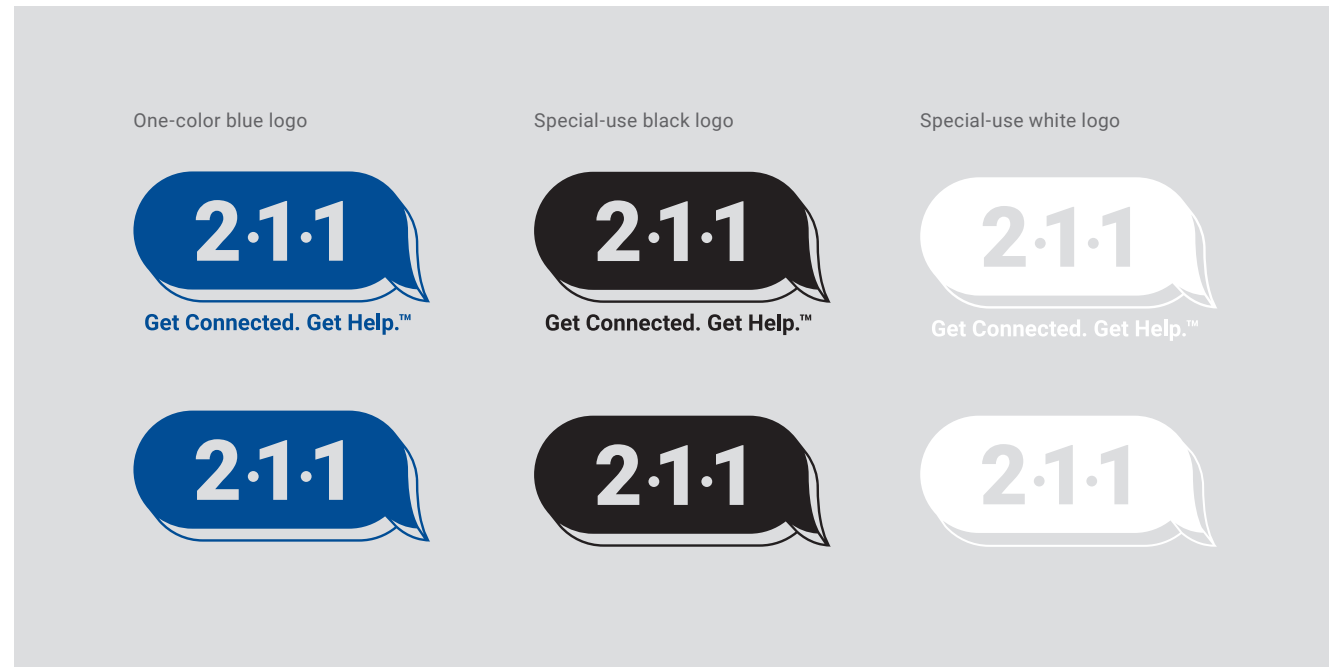 One-color blue logo
Special-use black logo
Special-use white logo
2·1·1
2·1·1
2·1·1
Get Connected. Get Help.™
Get Connected. Get Help.™
Get Connected. Get Help.™
2·1·1
2·1·1
2·1·1